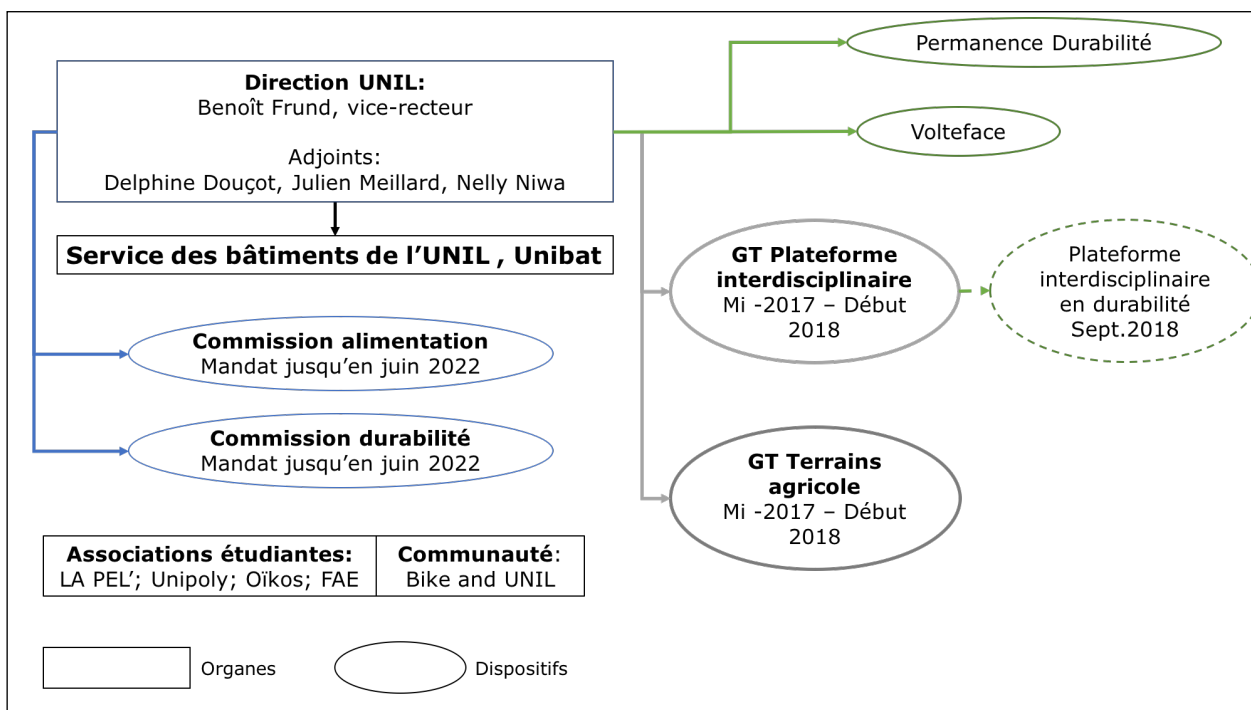 Direction UNIL:
Benoît Frund, vice-recteur
Adjoints:
Delphine Douçot, Julien Meillard, Nelly Niwa
Service des bâtiments de l’UNIL , Unibat
Commission alimentation
Mandat jusqu’en juin 2022
Commission durabilité
Mandat jusqu’en juin 2022
Permanence Durabilité
Volteface
GT Plateforme
interdisciplinaire
Mi -2017 – Début
2018
Plateforme
interdisciplinaire
en durabilité
Sept.2018
GT Terrains
agricole
Mi -2017 – Début
2018
Associations étudiantes:
LA PEL’; Unipoly; Oïkos; FAE
Communauté:
Bike and UNIL
Organes
Dispositifs